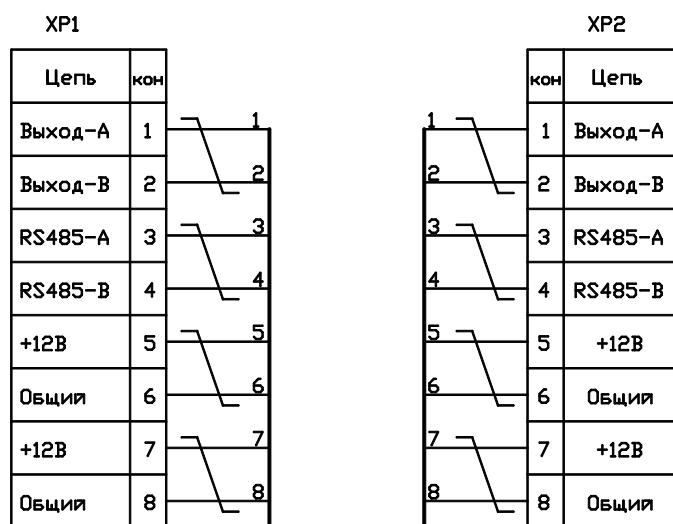 XP1 XP2
Цепь кон кон Цепь
Выход-А 1 1 1 1 Выход-А
Выход-В 2 2 2 2 Выход-В
RS485-A 3 3 3 3 RS485-A
RS485-B 4 4 4 4 RS485-B
+12В 5 5 5 5 +12В
Общий 6 6 6 6 Общий
+12В 7 7 7 7 +12В
Общий 8 8 8 8 Общий